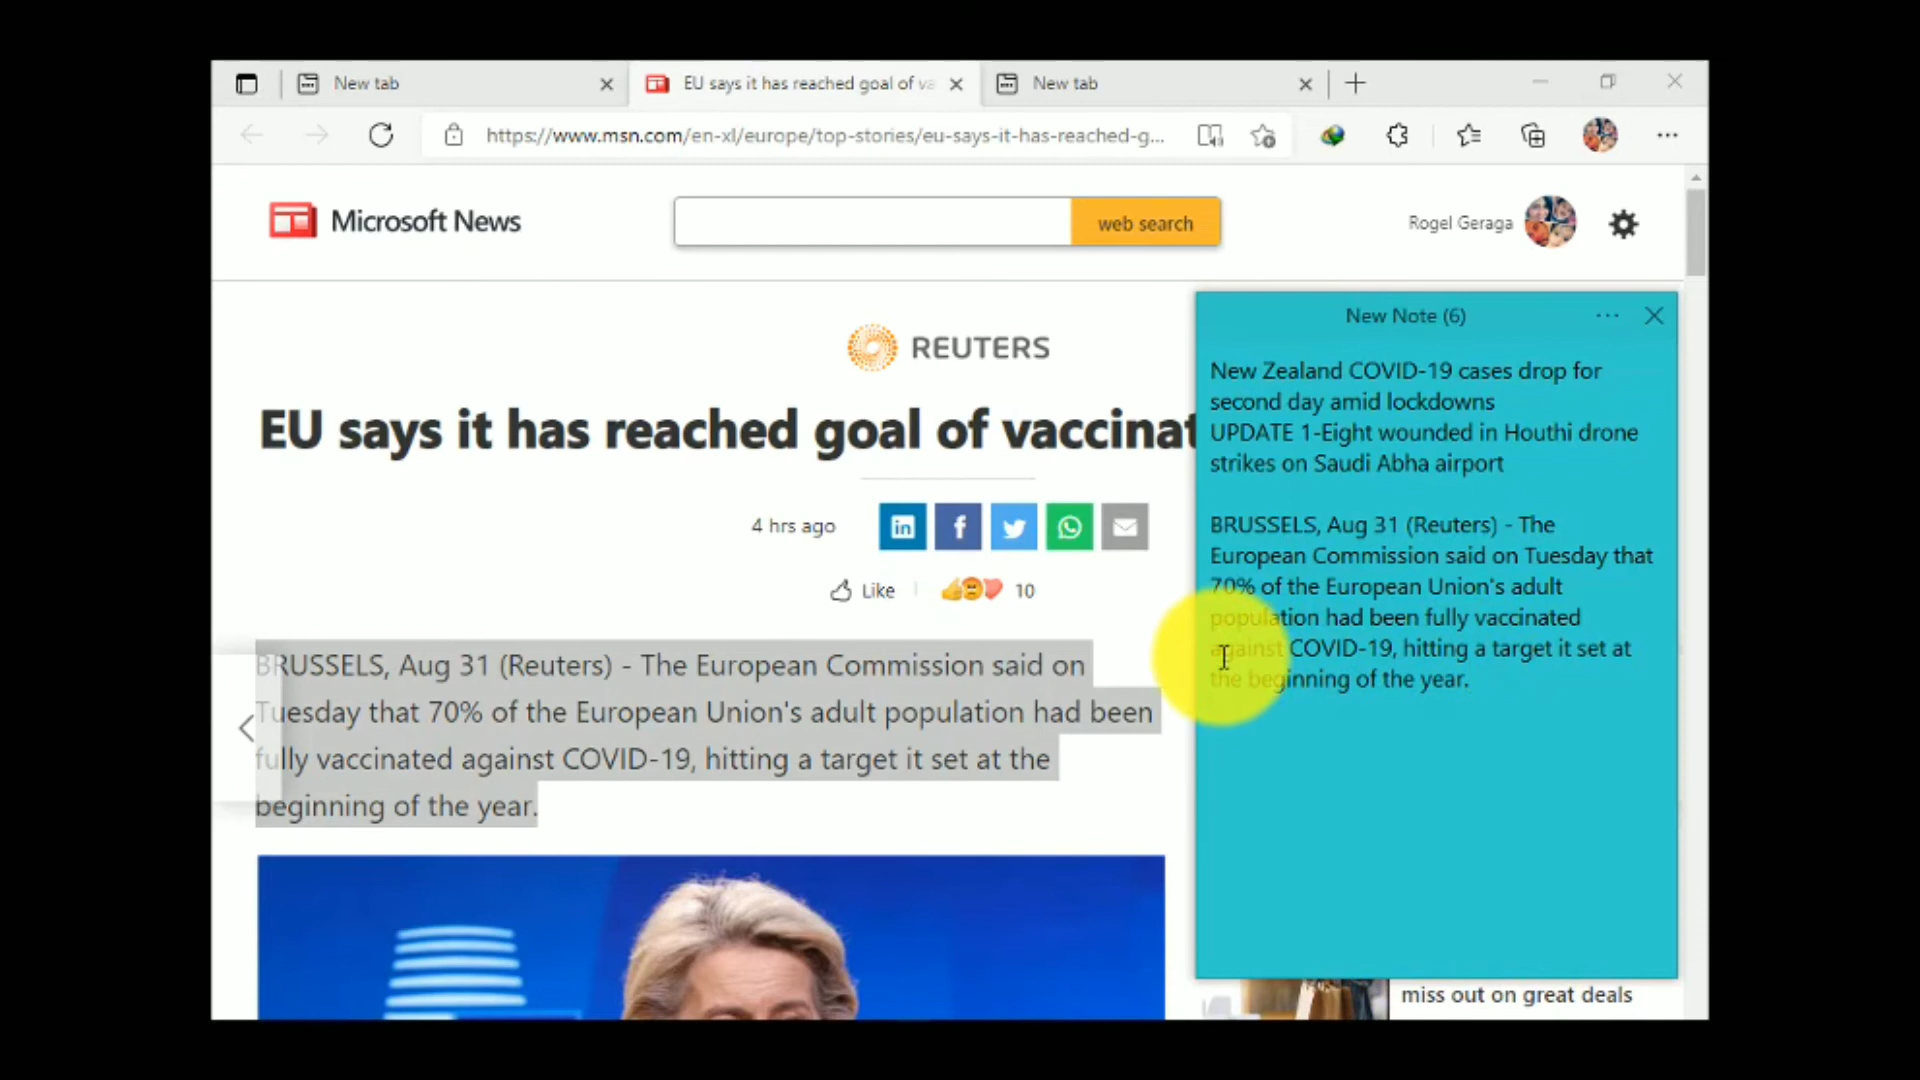 New tab
EU says it has reached goal of va
New tab
https://www.msn.com/en-xl/europe/top-stories/eu-says-it-has-reached-g...
Microsoft News
web search
Rogel Geraga
REUTERS
EU says it has reached goal of vaccinat
4 hrs ago
in
f
Like
10
BRUSSELS, Aug 31 (Reuters) - The European Commission said on
Tuesday that 70% of the European Union's adult population had been
fully vaccinated against COVID-19, hitting a target it set at the
beginning of the year.
New Note (6)
New Zealand COVID-19 cases drop for
second day amid lockdowns
UPDATE 1-Eight wounded in Houthi drone
strikes on Saudi Abha airport
BRUSSELS, Aug 31 (Reuters) - The
European Commission said on Tuesday that
70% of the European Union's adult
population had been fully vaccinated
against COVID-19, hitting a target it set at
the beginning of the year.
miss out on great deals